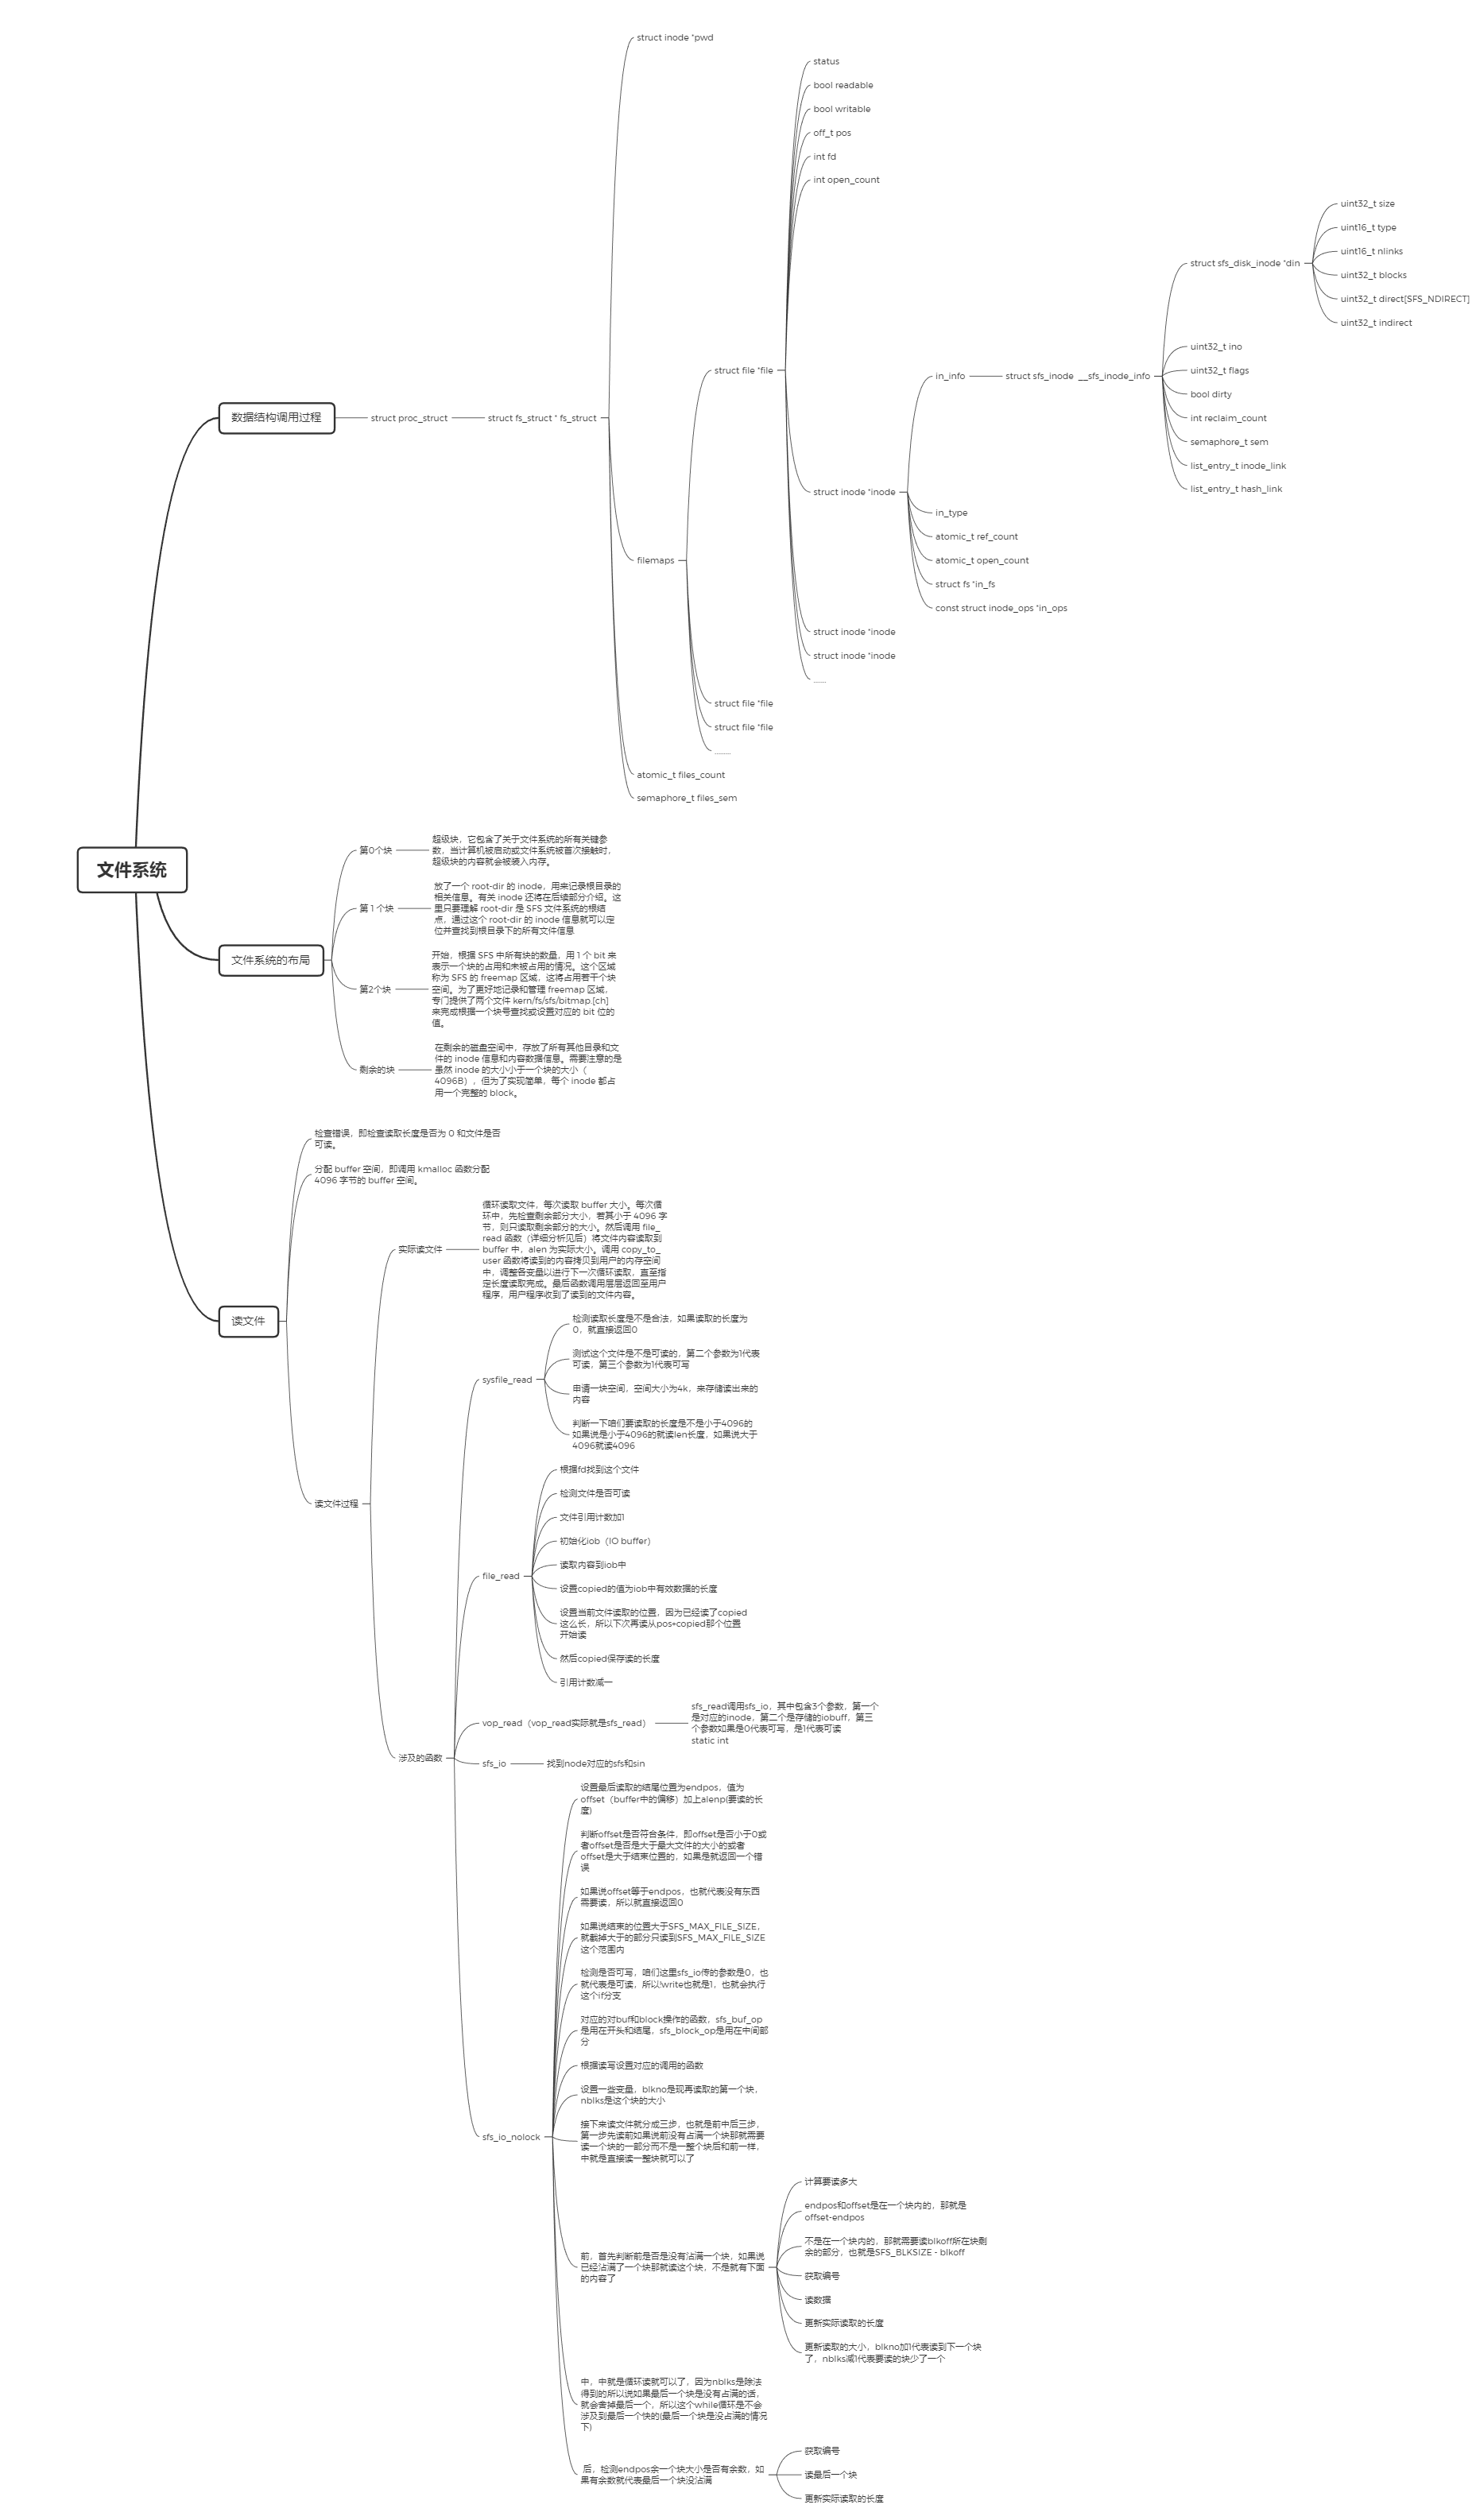 文件系统
数据结构调用过程
struct proc_struct
struct fs_struct * fs_struct
struct inode *pwd
filemaps
struct file *file
status
bool readable
bool writable
off_t pos
int fd
int open_count
struct inode *inode
in_info
struct sfs_inode __sfs_inode_info
struct sfs_disk_inode *din
uint32_t size
uint16_t type
uint16_t nlinks
uint32_t blocks
uint32_t direct[SFS_NDIRECT]
uint32_t indirect
uint32_t ino
uint32_t flags
bool dirty
int reclaim_count
semaphore_t sem
list_entry_t inode_link
list_entry_t hash_link
in_type
atomic_t ref_count
atomic_t open_count
struct fs *in_fs
const struct inode_ops *in_ops
struct inode *inode
struct inode *inode
......
struct file *file
struct file *file
........
atomic_t files_count
semaphore_t files_sem
文件系统的布局
第0个块
超级块，它包含了关于文件系统的所有关键参
数，当计算机被启动或文件系统被首次接触时，
超级块的内容就会被装入内存。
第 1 个块
放了一个 root-dir 的 inode，用来记录根目录的
相关信息。有关 inode 还将在后续部分介绍。这
里只要理解 root-dir 是 SFS 文件系统的根结
点，通过这个 root-dir 的 inode 信息就可以定
位并查找到根目录下的所有文件信息
第2个块
开始，根据 SFS 中所有块的数量，用 1 个 bit 来
表示一个块的占用和未被占用的情况。这个区域
称为 SFS 的 freemap 区域，这将占用若干个块
空间。为了更好地记录和管理 freemap 区域，
专门提供了两个文件 kern/fs/sfs/bitmap.[ch]
来完成根据一个块号查找或设置对应的 bit 位的
值。
剩余的块
在剩余的磁盘空间中，存放了所有其他目录和文
件的 inode 信息和内容数据信息。需要注意的是
虽然 inode 的大小小于一个块的大小（
4096B），但为了实现简单，每个 inode 都占
用一个完整的 block。
读文件
检查错误，即检查读取长度是否为 0 和文件是否
可读。
分配 buffer 空间，即调用 kmalloc 函数分配
4096 字节的 buffer 空间。
读文件过程
实际读文件
循环读取文件，每次读取 buffer 大小。每次循
环中，先检查剩余部分大小，若其小于 4096 字
节，则只读取剩余部分的大小。然后调用 file_
read 函数（详细分析见后）将文件内容读取到
buffer 中，alen 为实际大小。调用 copy_to_
user 函数将读到的内容拷贝到用户的内存空间
中，调整各变量以进行下一次循环读取，直至指
定长度读取完成。最后函数调用层层返回至用户
程序，用户程序收到了读到的文件内容。
涉及的函数
sysfile_read
检测读取长度是不是合法，如果读取的长度为
0，就直接返回0
测试这个文件是不是可读的，第二个参数为1代表
可读，第三个参数为1代表可写
申请一块空间，空间大小为4k，来存储读出来的
内容
判断一下咱们要读取的长度是不是小于4096的
如果说是小于4096的就读len长度，如果说大于
4096就读4096
file_read
根据fd找到这个文件
检测文件是否可读
文件引用计数加1
初始化iob（IO buffer）
读取内容到iob中
设置copied的值为iob中有效数据的长度
设置当前文件读取的位置，因为已经读了copied
这么长，所以下次再读从pos+copied那个位置
开始读
然后copied保存读的长度
引用计数减一
vop_read（vop_read实际就是sfs_read）
sfs_read调用sfs_io，其中包含3个参数，第一个
是对应的inode，第二个是存储的iobuff，第三
个参数如果是0代表可写，是1代表可读
static int
sfs_io
找到node对应的sfs和sin
sfs_io_nolock
设置最后读取的结尾位置为endpos，值为
offset（buffer中的偏移）加上alenp(要读的长
度)
判断offset是否符合条件，即offset是否小于0或
者offset是否是大于最大文件的大小的或者
offset是大于结束位置的，如果是就返回一个错
误
如果说offset等于endpos，也就代表没有东西
需要读，所以就直接返回0
如果说结束的位置大于SFS_MAX_FILE_SIZE，
就截掉大于的部分只读到SFS_MAX_FILE_SIZE
这个范围内
检测是否可写，咱们这里sfs_io传的参数是0，也
就代表是可读，所以!write也就是1，也就会执行
这个if分支
对应的对buf和block操作的函数，sfs_buf_op
是用在开头和结尾，sfs_block_op是用在中间部
分
根据读写设置对应的调用的函数
设置一些变量，blkno是现再读取的第一个块，
nblks是这个块的大小
接下来读文件就分成三步，也就是前中后三步，
第一步先读前如果说前没有占满一个块那就需要
读一个块的一部分而不是一整个块后和前一样，
中就是直接读一整块就可以了
前，首先判断前是否是没有沾满一个块，如果说
已经沾满了一个块那就读这个块，不是就有下面
的内容了
计算要读多大
endpos和offset是在一个块内的，那就是
offset-endpos
不是在一个块内的，那就需要读blkoff所在块剩
余的部分，也就是SFS_BLKSIZE - blkoff
获取编号
读数据
更新实际读取的长度
更新读取的大小，blkno加1代表读到下一个块
了，nblks减1代表要读的块少了一个
中，中就是循环读就可以了，因为nblks是除法
得到的所以说如果最后一个块是没有占满的话，
就会舍掉最后一个，所以这个while循环是不会
涉及到最后一个快的(最后一个块是没占满的情况
下)
后，检测endpos余一个块大小是否有余数，如
果有余数就代表最后一个块没沾满
获取编号
读最后一个块
更新实际读取的长度